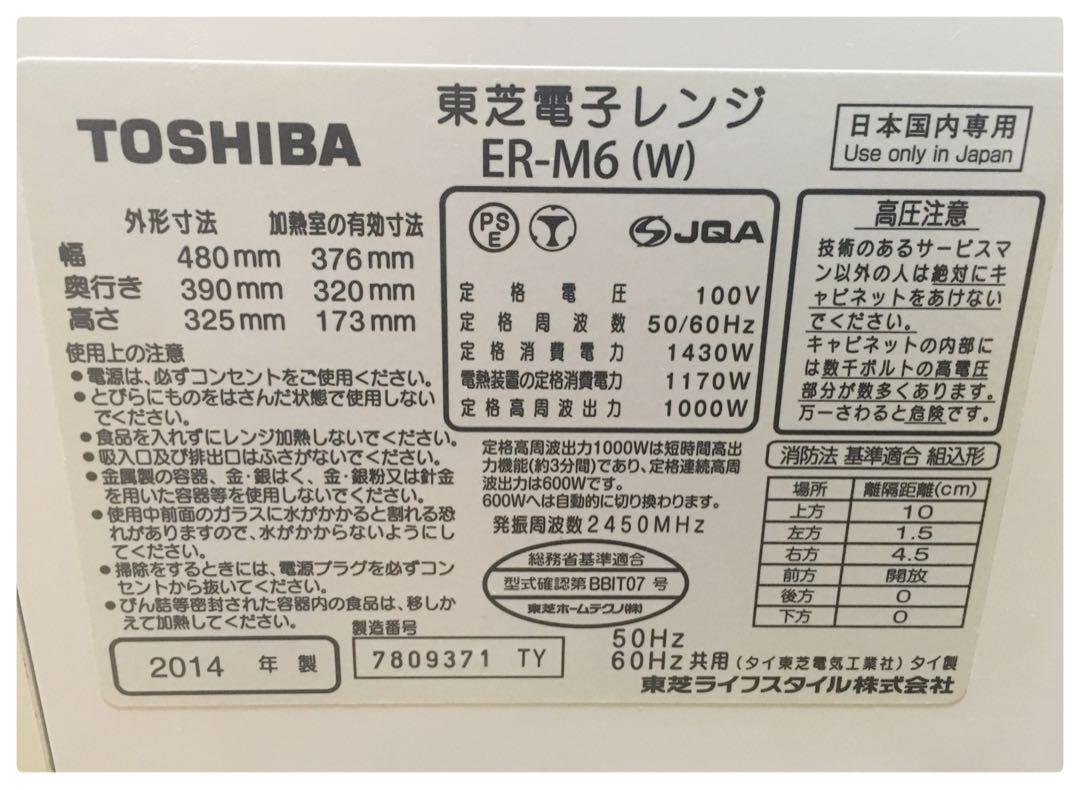 TOSHIBA
東芝電子レンジ
ER-M6 (W)
日本国内専用
Use only in Japan
外形寸法 加熱室の有効寸法
幅 480mm 376mm
奥行き 390mm 320mm
高さ 325mm 173mm
使用上の注意
●電源は、必ずコンセントをご使用ください。
●とびらにものをはさんだ状態で使用しない
でください。
●食品を入れずにレンジ加熱しないでください。
●吸入口及び排出口はふさがないでください。
●金属製の容器、金・銀はく、金・銀粉又は針金
を用いた容器等を使用しないでください。
●使用中前面のガラスに水がかかると割れる恐
れがありますので、水がかからないようにし
てください。
●掃除をするときには、電源プラグを必ずコン
セントから抜いてください。
●びん詰等密封された容器内の食品は、移しか
えて加熱してください。
2014 年 製
製造番号
7809371 TY
PS
E
JQA
定格電圧 100V
定格周波数 50/60Hz
定格消費電力 1430W
電熱装置の定格消費電力 1170W
定格高周波出力 1000W
定格高周波出力1000Wは短時間高出
力機能(約3分間)であり、定格連続高周
波出力は600Wです。
600Wへは自動的に切り換わります。
発振周波数2450MHz
総務省基準適合
型式確認第BBIT07号
東芝ホームテクノ(株)
高圧注意
技術のあるサービスマ
ン以外の人は絶対にキ
ャビネットをあけない
でください。
キャビネットの内部に
は数千ボルトの高電圧
部分が数多くあります。
万一さわると危険です。
消防法 基準適合 組込形
場所 離隔距離(cm)
上方 10
左方 1.5
右方 4.5
前方 開放
後方 0
下方 0
50Hz
60Hz共用 (タイ東芝電気工業社) タイ製
東芝ライフスタイル株式会社